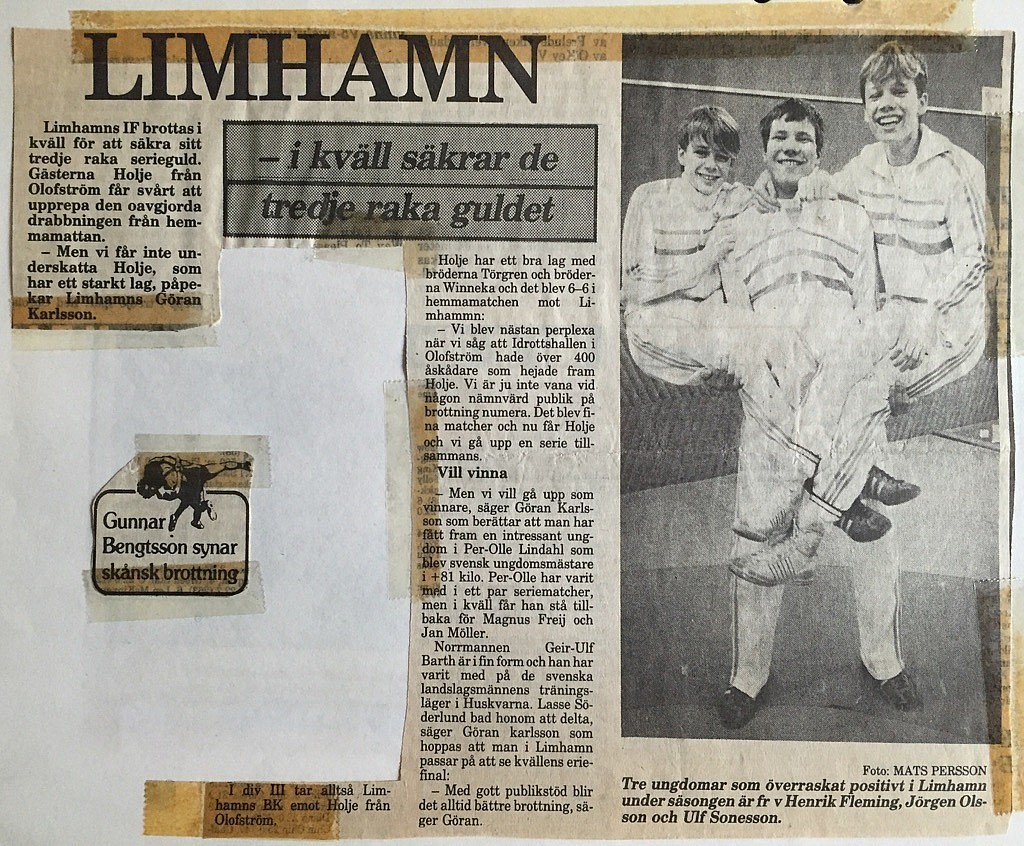 LIMHAMN
– i kväll säkrar de
tredje raka guldet
Limhamns IF brottas i
kväll för att säkra sitt
tredje raka serieguld.
Gästerna Holje från
Olofström får svårt att
upprepa den oavgjorda
drabbningen från hem-
mamattan.
– Men vi får inte un-
derskatta Holje, som
har ett starkt lag, påpe-
kar Limhamns Göran
Karlsson.
Gunnar
Bengtsson synar
skånsk brottning
I div III tar alltså Lim-
hamns BK emot Holje från
Olofström.
Holje har ett bra lag med
bröderna Törgren och bröder-
na Winneka och det blev 6–6 i
hemmamatchen mot Li-
mhammn:
– Vi blev nästan perplexa
när vi såg att Idrottshallen i
Olofström hade över 400
åskådare som hejade fram
Holje. Vi är ju inte vana vid
någon nämnvärd publik på
brottning numera. Det blev fi-
na matcher och nu får Holje
och vi gå upp en serie till-
sammans.
Vill vinna
– Men vi vill gå upp som
vinnare, säger Göran Karls-
son som berättar att man har
fått fram en intressant ung-
dom i Per-Olle Lindahl som
blev svensk ungdomsmästare
i +81 kilo. Per-Olle har varit
med i ett par seriematcher,
men i kväll får han stå till-
baka för Magnus Freij och
Jan Möller.
Norrmannen Geir-Ulf
Barth är i fin form och han har
varit med på de svenska
landslagsmännens tränings-
läger i Huskvarna. Lasse Sö-
derlund bad honom att delta,
säger Göran karlsson som
hoppas att man i Limhamn
passar på att se kvällens erie-
final:
– Med gott publikstöd blir
det alltid bättre brottning, sä-
ger Göran.
Foto: MATS PERSSON
Tre ungdomar som överraskat positivt i Limhamn
under säsongen är fr v Henrik Fleming, Jörgen Ols-
son och Ulf Sonesson.